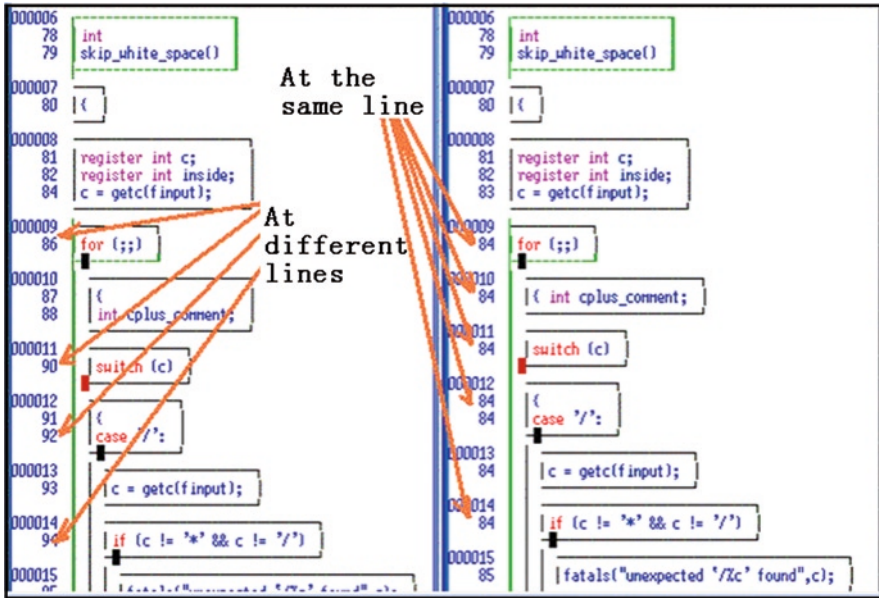 000006
78 int
79 skip_white_space()
000007
80 {
000008
81 register int c;
82 register int inside;
84 c = getc(finput);
000009
86 for (;;)
000010
87 {
88 int cplus_comment;
000011
90 switch (c)
000012
91 {
92 case '/':
000013
93 c = getc(finput);
000014
94 if (c != '*' && c != '/')
000015
At the
same line
At
different
lines
000006
78 int
79 skip_white_space()
000007
80 {
000008
81 register int c;
82 register int inside;
83 c = getc(finput);
000009
84 for (;;)
000010
84 { int cplus_comment;
000011
84 switch (c)
000012
84 {
84 case '/':
000013
84 c = getc(finput);
000014
84 if (c != '*' && c != '/')
000015
85 fatals("unexpected '/%c' found",c);